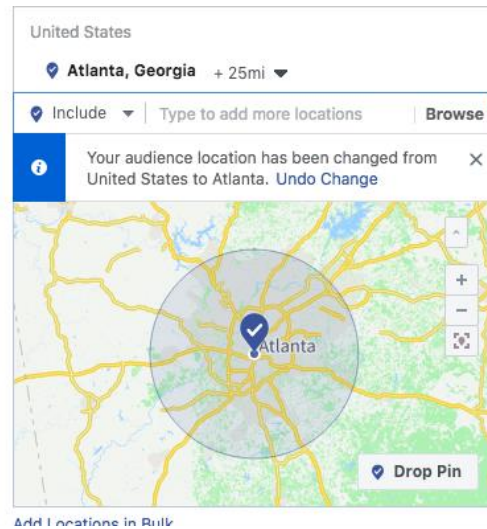 United States
Atlanta, Georgia + 25mi
Include Type to add more locations Browse
Your audience location has been changed from
United States to Atlanta. Undo Change
Atlanta
Drop Pin
Add Locations in Bulk